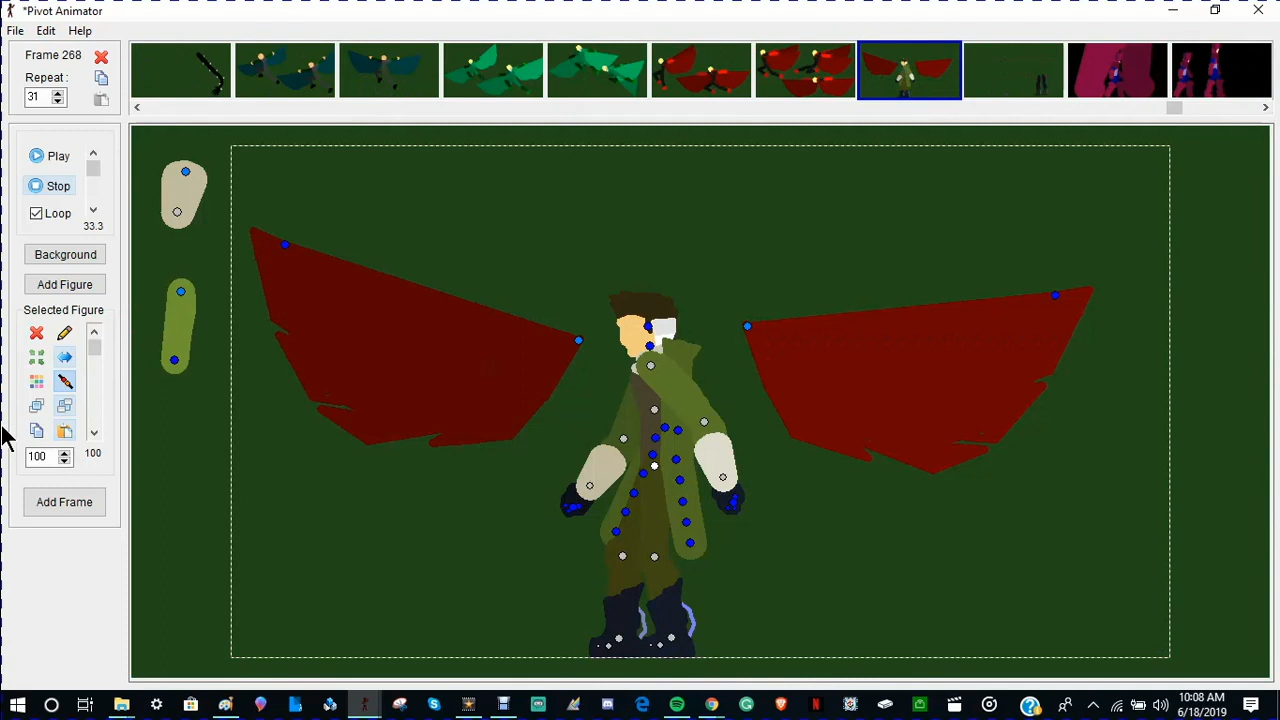 *Pivot Animator
File Edit Help
Frame 268
Repeat :
31
Play
Stop
Loop
33.3
Background
Add Figure
Selected Figure
100
100
Add Frame
10:08 AM
6/18/2019